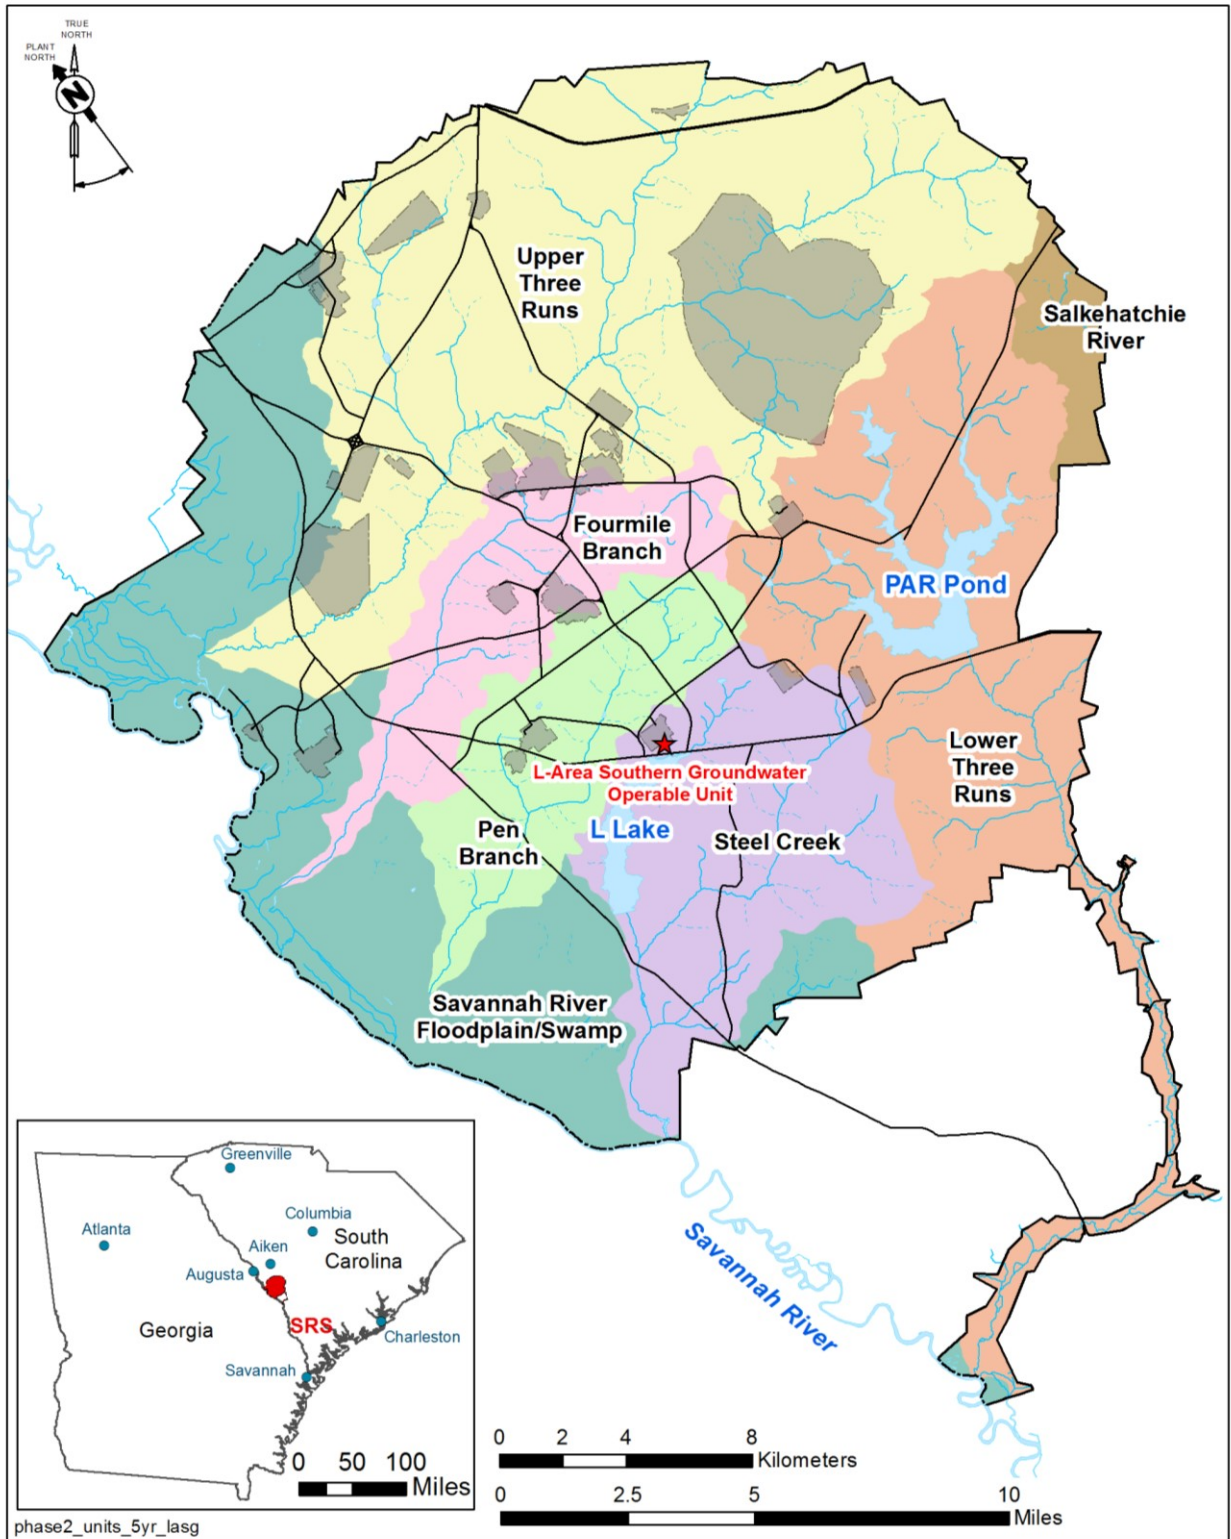 TRUE
NORTH
PLANT
NORTH
N
Upper
Three
Runs
Salkehatchie
River
Fourmile
Branch
PAR Pond
Lower
Three
Runs
L-Area Southern Groundwater
Operable Unit
L Lake
Pen
Branch
Steel Creek
Savannah River
Floodplain/Swamp
Savannah River
Greenville
Atlanta
Columbia
South
Carolina
Aiken
Augusta
Georgia
SRS
Charleston
Savannah
0 50 100
Miles
0 2 4 8
Kilometers
0 2.5 5 10
Miles
phase2_units_5yr_lasg